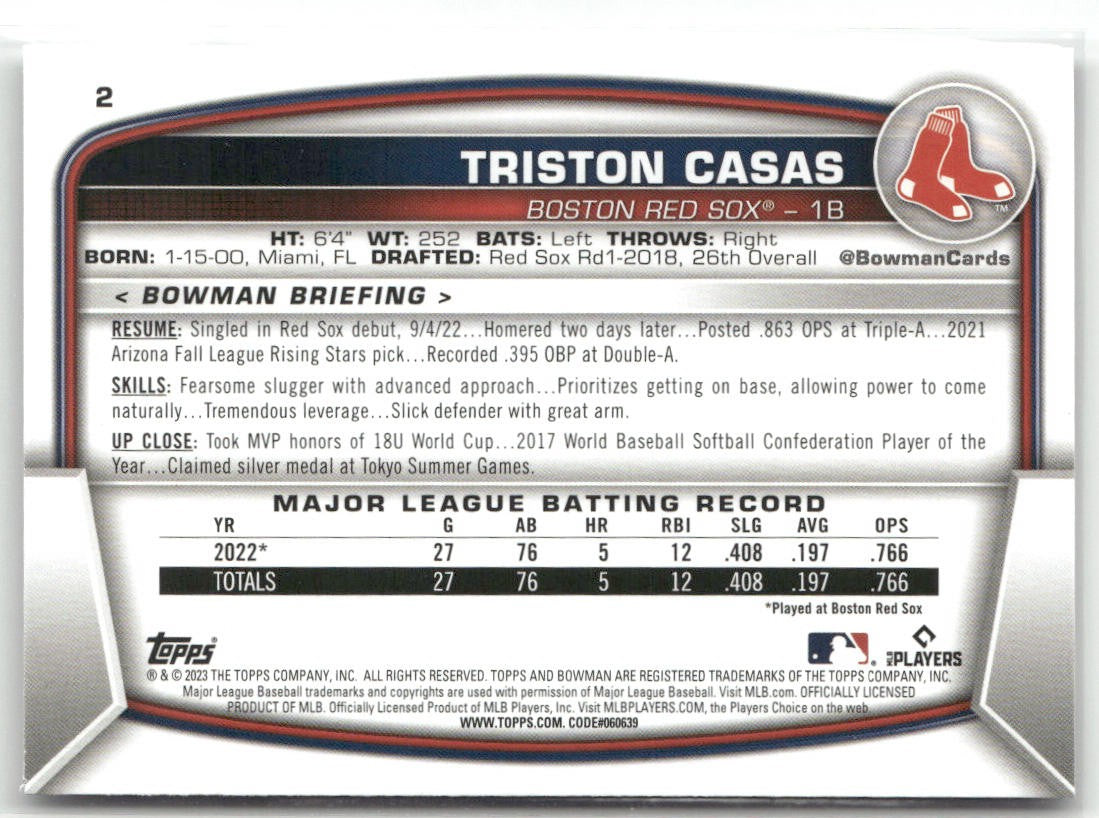 2
TRISTON CASAS
BOSTON RED SOX® – 1B
TM
HT: 6'4" WT: 252 BATS: Left THROWS: Right
BORN: 1-15-00, Miami, FL DRAFTED: Red Sox Rd1-2018, 26th Overall @BowmanCards
< BOWMAN BRIEFING >
RESUME: Singled in Red Sox debut, 9/4/22...Homered two days later...Posted .863 OPS at Triple-A...2021
Arizona Fall League Rising Stars pick...Recorded .395 OBP at Double-A.
SKILLS: Fearsome slugger with advanced approach...Prioritizes getting on base, allowing power to come
naturally...Tremendous leverage...Slick defender with great arm.
UP CLOSE: Took MVP honors of 18U World Cup...2017 World Baseball Softball Confederation Player of the
Year...Claimed silver medal at Tokyo Summer Games.
MAJOR LEAGUE BATTING RECORD
YR G AB HR RBI SLG AVG OPS
2022* 27 76 5 12 .408 .197 .766
TOTALS 27 76 5 12 .408 .197 .766
*Played at Boston Red Sox
Topps®
MLB PLAYERS
® & © 2023 THE TOPPS COMPANY, INC. ALL RIGHTS RESERVED. TOPPS AND BOWMAN ARE REGISTERED TRADEMARKS OF THE TOPPS COMPANY, INC.
Major League Baseball trademarks and copyrights are used with permission of Major League Baseball. Visit MLB.com. OFFICIALLY LICENSED
PRODUCT OF MLB. Officially Licensed Product of MLB Players, Inc. Visit MLBPLAYERS.COM, the Players Choice on the web
WWW.TOPPS.COM. CODE#060639